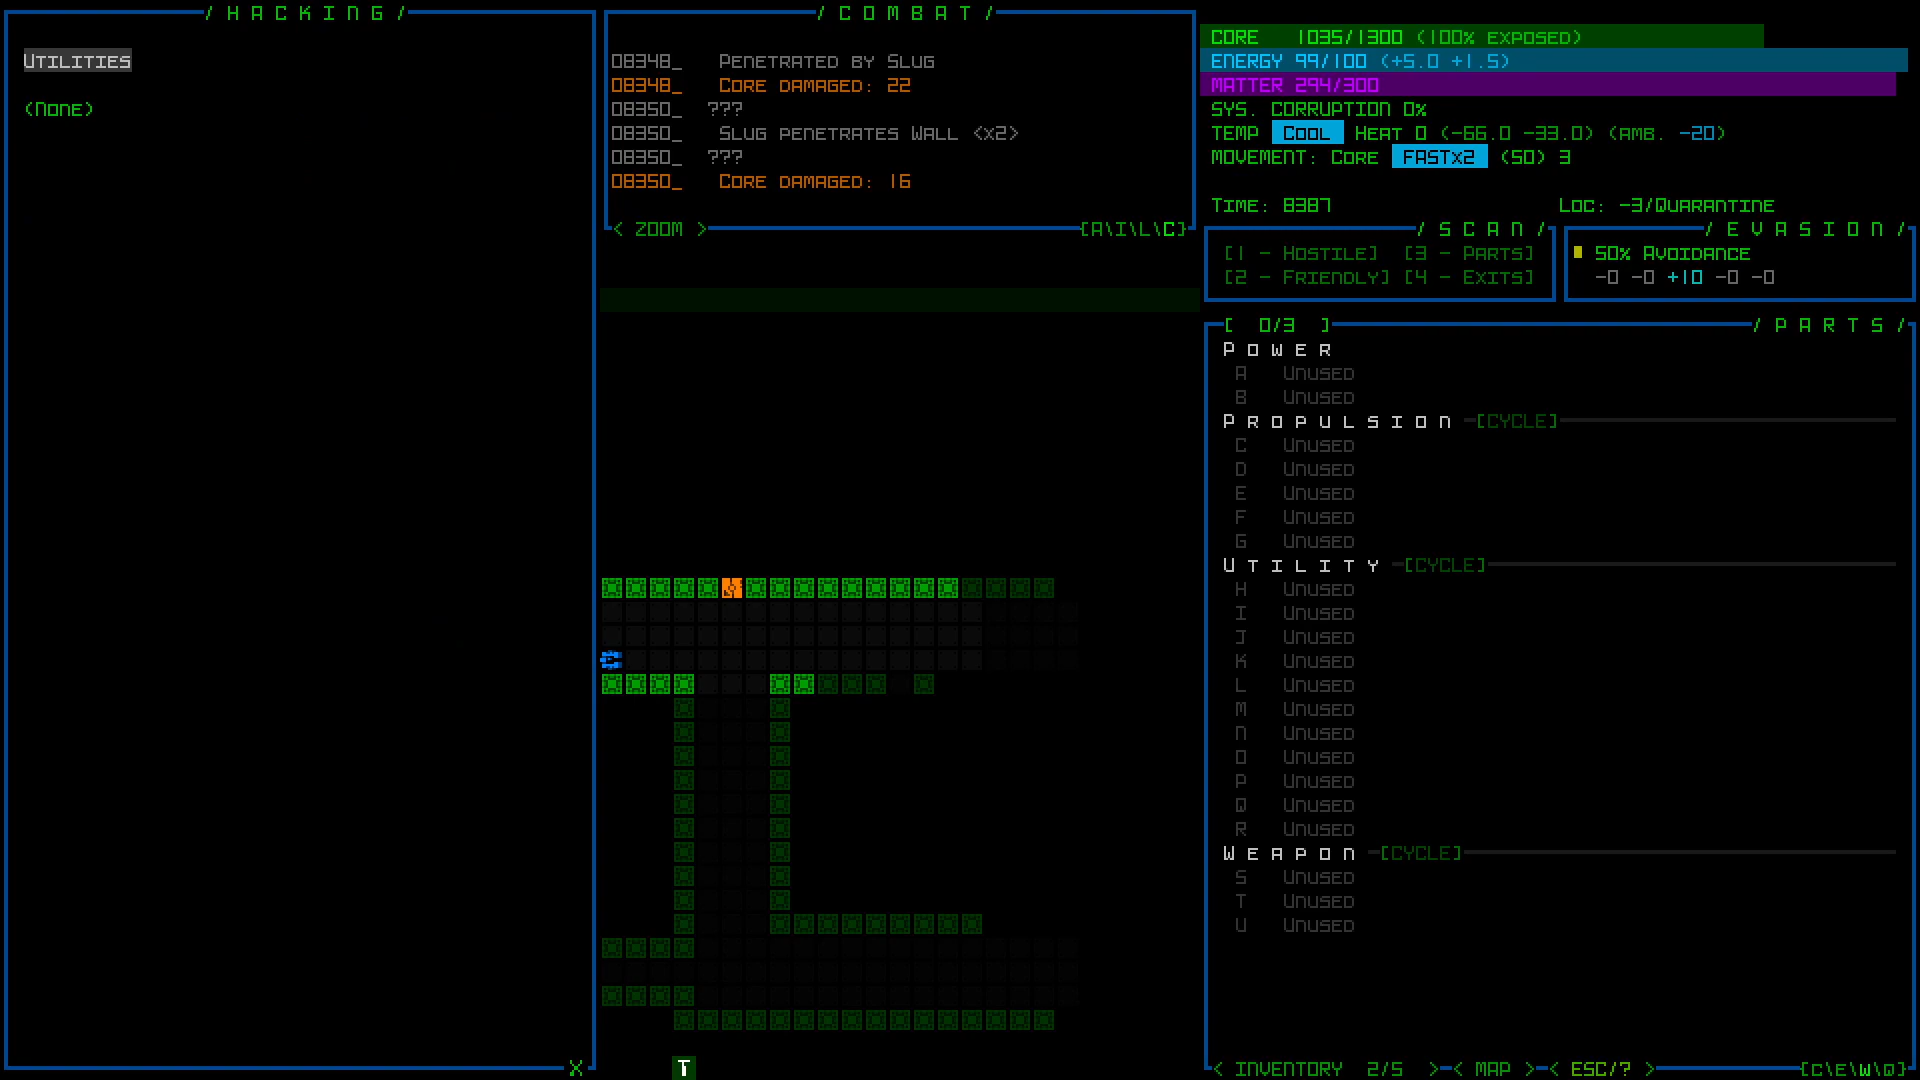 / H A C K I N G /
UTILITIES
(NONE)
X
/ C O M B A T /
08348_ PENETRATED BY SLUG
08348_ CORE DAMAGED: 22
08350_ ???
08350_ SLUG PENETRATES WALL <x2>
08350_ ???
08350_ CORE DAMAGED: 16
< ZOOM > [A\I\L\C]
T
CORE 1035/1300 (100% EXPOSED)
ENERGY 99/100 (+5.0 +1.5)
MATTER 294/300
SYS. CORRUPTION 0%
TEMP COOL HEAT 0 (-66.0 -33.0) (AMB. -20)
MOVEMENT: CORE FASTx2 (50) 3
TIME: 8387 LOC: -3/QUARANTINE
/ S C A N /
[1 - HOSTILE] [3 - PARTS]
[2 - FRIENDLY] [4 - EXITS]
/ E V A S I O N /
50% AVOIDANCE
-0 -0 +10 -0 -0
[ 0/3 ] / P A R T S /
P O W E R
A UNUSED
B UNUSED
P R O P U L S I O N [CYCLE]
C UNUSED
D UNUSED
E UNUSED
F UNUSED
G UNUSED
U T I L I T Y [CYCLE]
H UNUSED
I UNUSED
J UNUSED
K UNUSED
L UNUSED
M UNUSED
N UNUSED
O UNUSED
P UNUSED
Q UNUSED
R UNUSED
W E A P O N [CYCLE]
S UNUSED
T UNUSED
U UNUSED
< INVENTORY 2/5 > < MAP > < ESC/? > [C\E\W\Q]